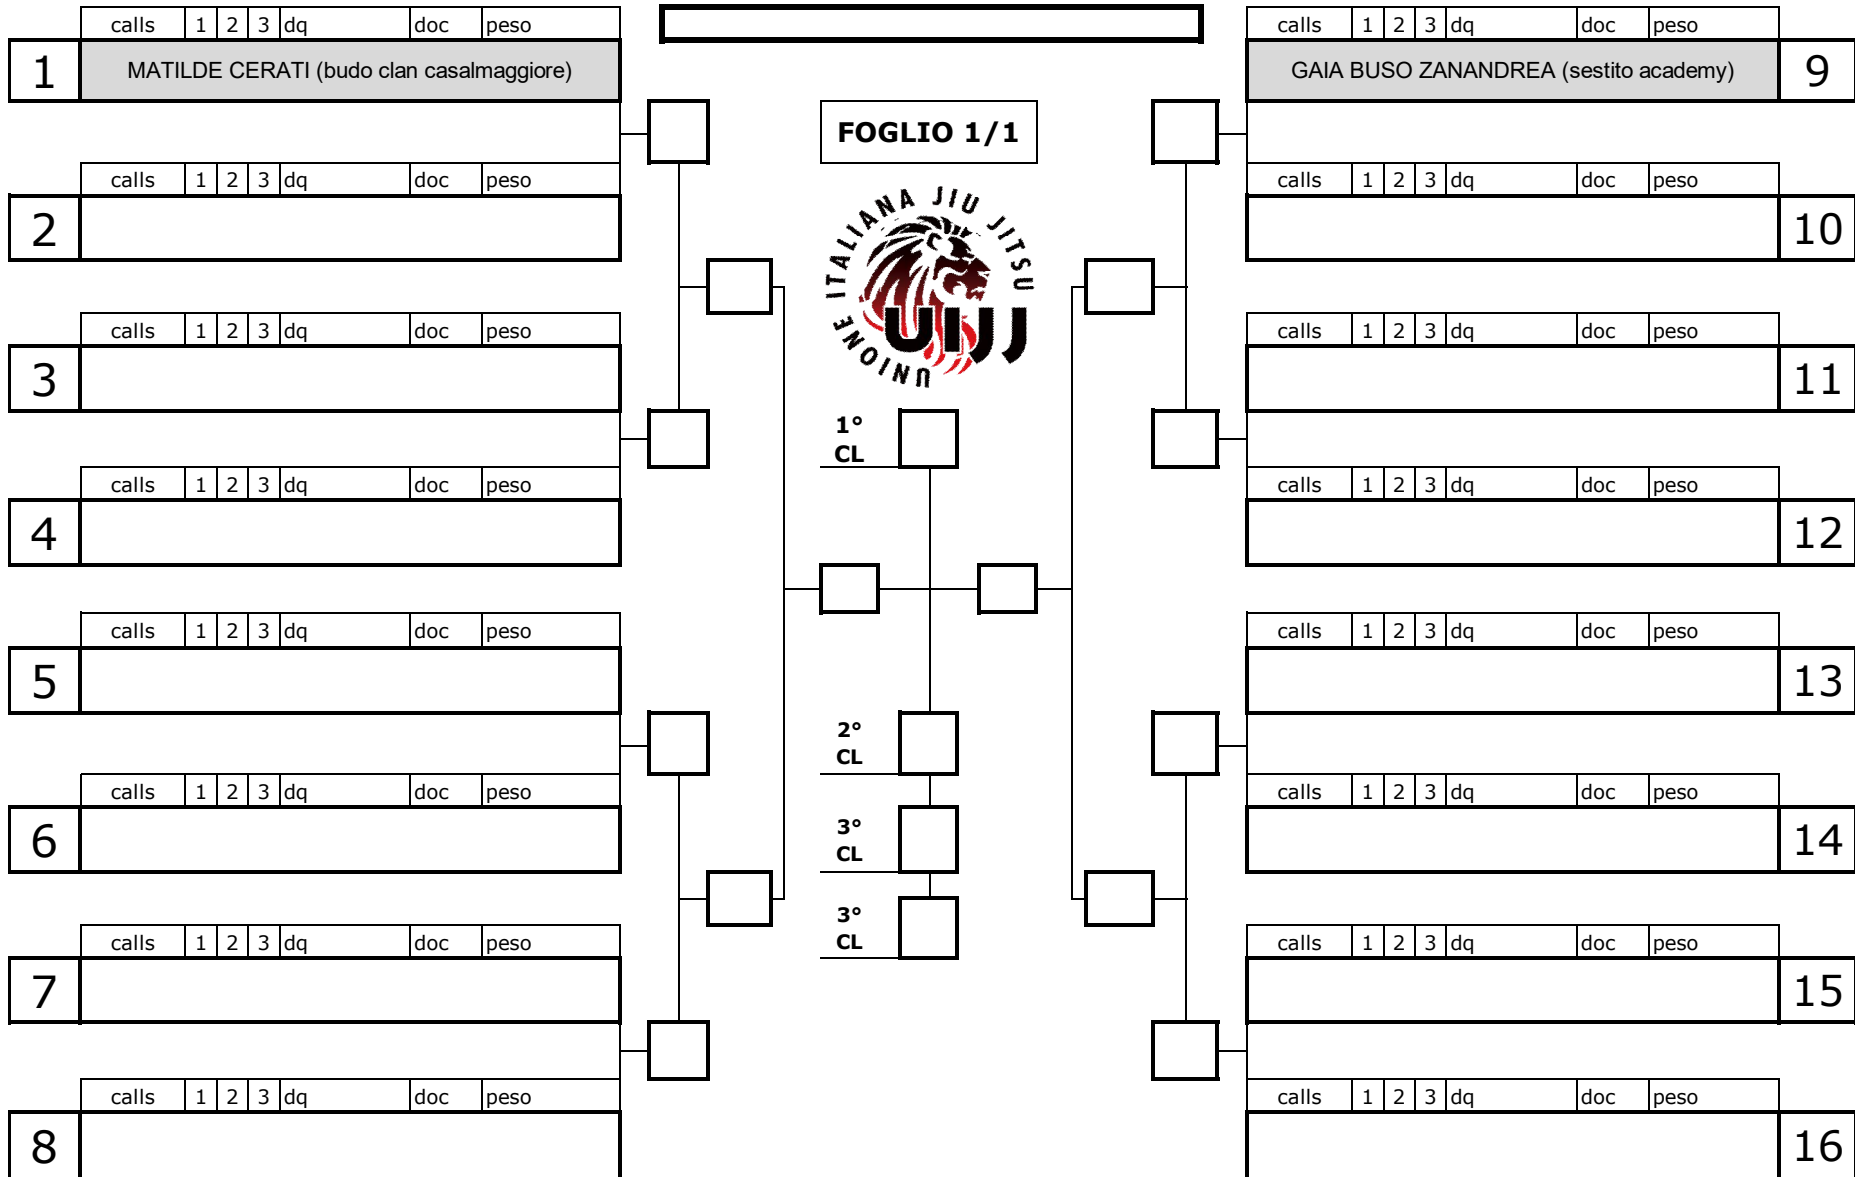 calls 1 2 3 dq doc peso
1 MATILDE CERATI (budo clan casalmaggiore)
calls 1 2 3 dq doc peso
2
calls 1 2 3 dq doc peso
3
calls 1 2 3 dq doc peso
4
calls 1 2 3 dq doc peso
5
calls 1 2 3 dq doc peso
6
calls 1 2 3 dq doc peso
7
calls 1 2 3 dq doc peso
8
FOGLIO 1/1
UNIONE ITALIANA JIU JITSU
UIJJ
1°
CL
2°
CL
3°
CL
3°
CL
calls 1 2 3 dq doc peso
GAIA BUSO ZANANDREA (sestito academy) 9
calls 1 2 3 dq doc peso
10
calls 1 2 3 dq doc peso
11
calls 1 2 3 dq doc peso
12
calls 1 2 3 dq doc peso
13
calls 1 2 3 dq doc peso
14
calls 1 2 3 dq doc peso
15
calls 1 2 3 dq doc peso
16